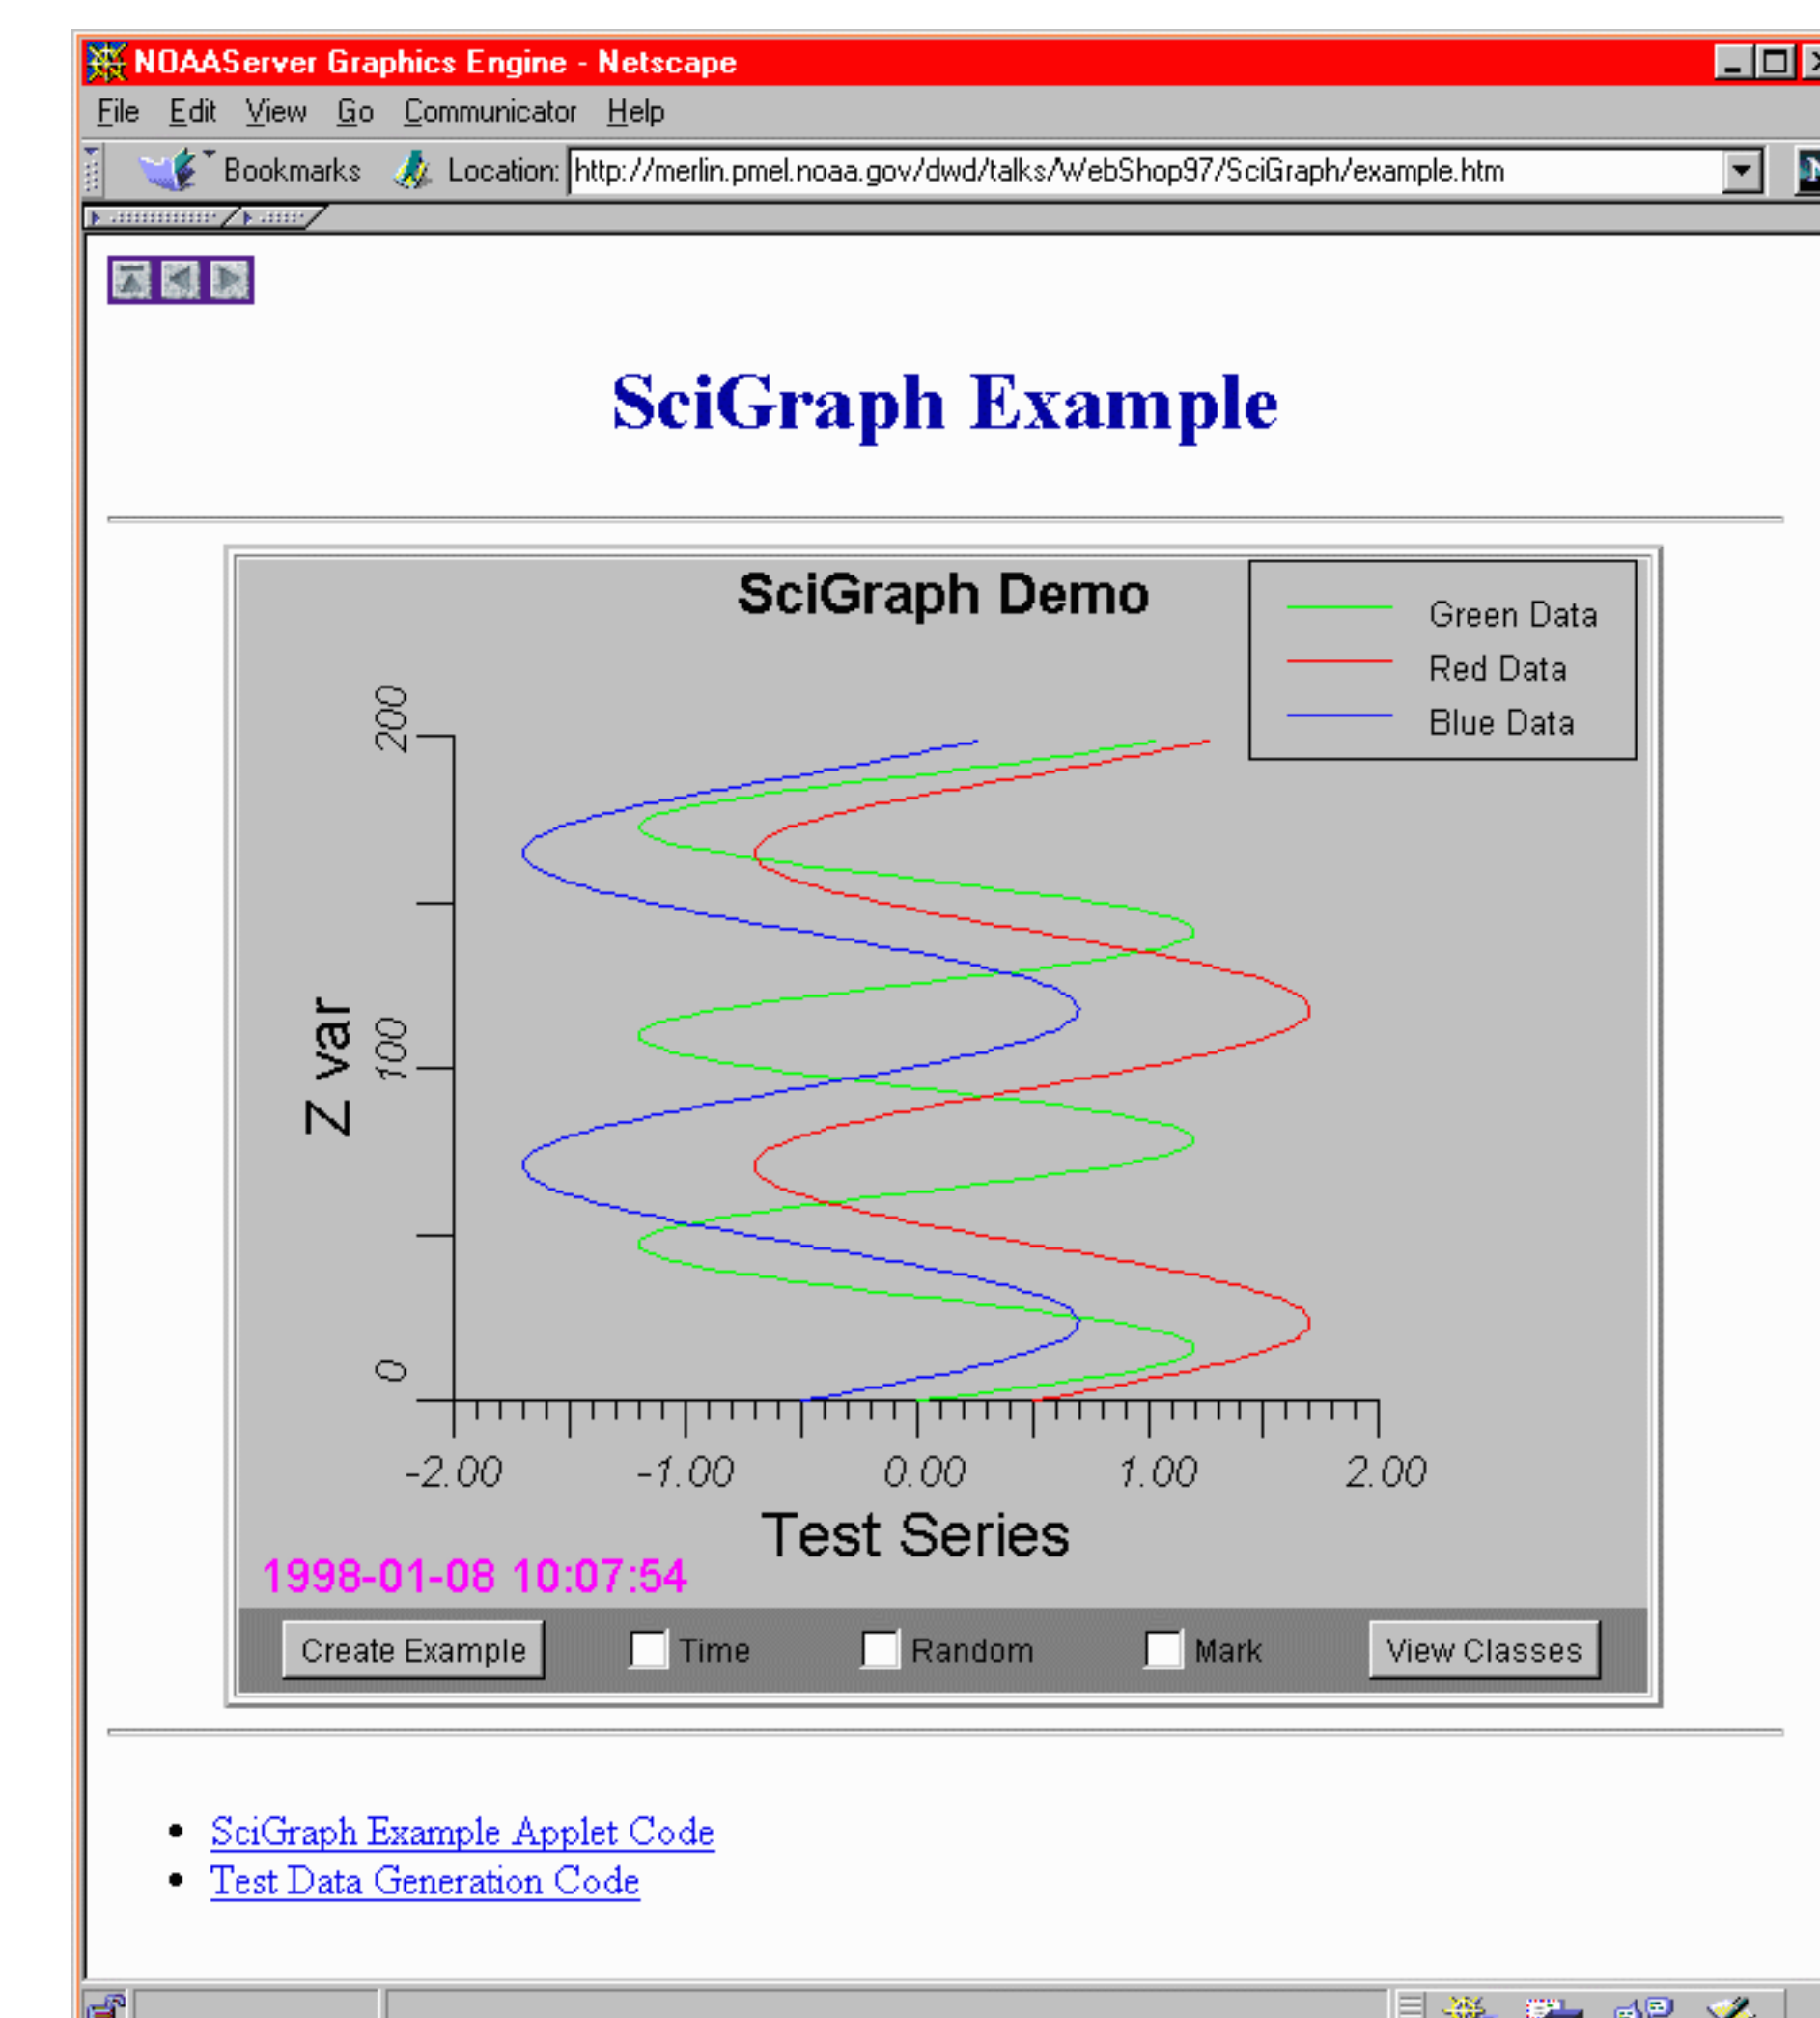 NOAAServer Graphics Engine - Netscape
File Edit View Go Communicator Help
Bookmarks Location: http://merlin.pmel.noaa.gov/dwd/talks/WebShop97/SciGraph/example.htm
SciGraph Example
SciGraph Demo
Green Data
Red Data
Blue Data
200
100
0
Z var
-2.00 -1.00 0.00 1.00 2.00
Test Series
1998-01-08 10:07:54
Create Example Time Random Mark View Classes
SciGraph Example Applet Code
Test Data Generation Code